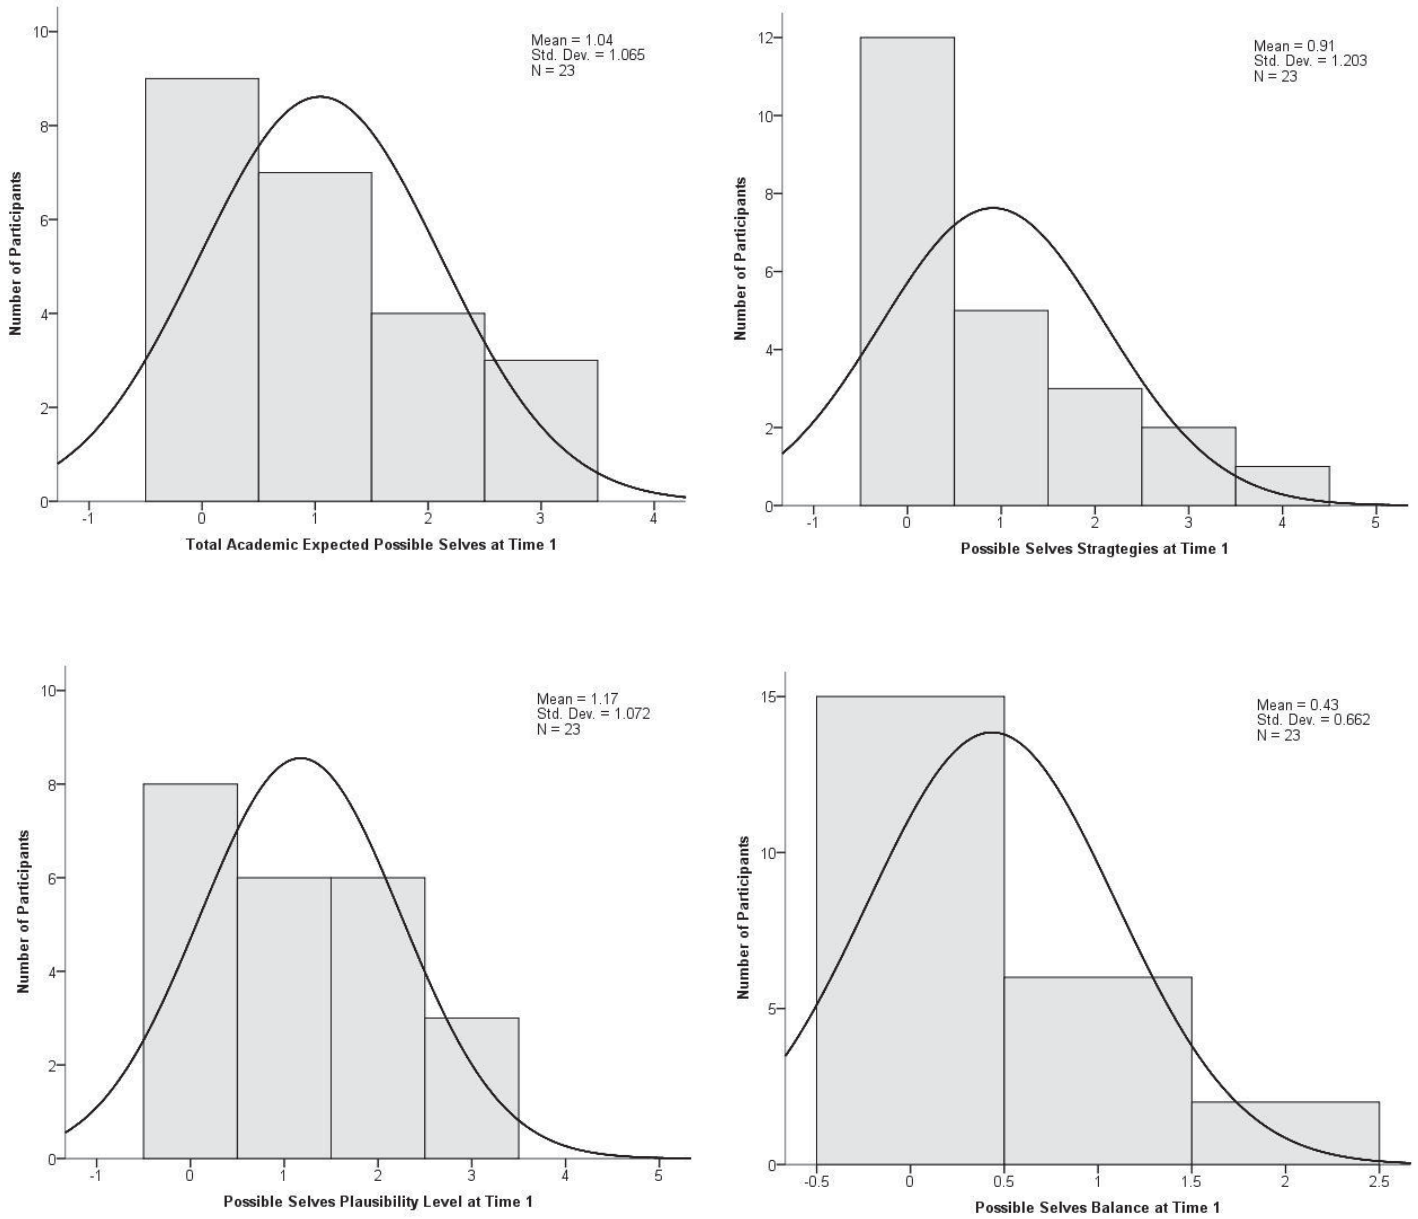 10
8
6
4
2
0
Number of Participants
Mean = 1.04
Std. Dev. = 1.065
N = 23
-1 0 1 2 3 4
Total Academic Expected Possible Selves at Time 1
12
10
8
6
4
2
0
Number of Participants
Mean = 0.91
Std. Dev. = 1.203
N = 23
-1 0 1 2 3 4 5
Possible Selves Stragtegies at Time 1
10
8
6
4
2
0
Number of Participants
Mean = 1.17
Std. Dev. = 1.072
N = 23
-1 0 1 2 3 4 5
Possible Selves Plausibility Level at Time 1
15
10
5
0
Number of Participants
Mean = 0.43
Std. Dev. = 0.662
N = 23
-0.5 0 0.5 1 1.5 2 2.5
Possible Selves Balance at Time 1